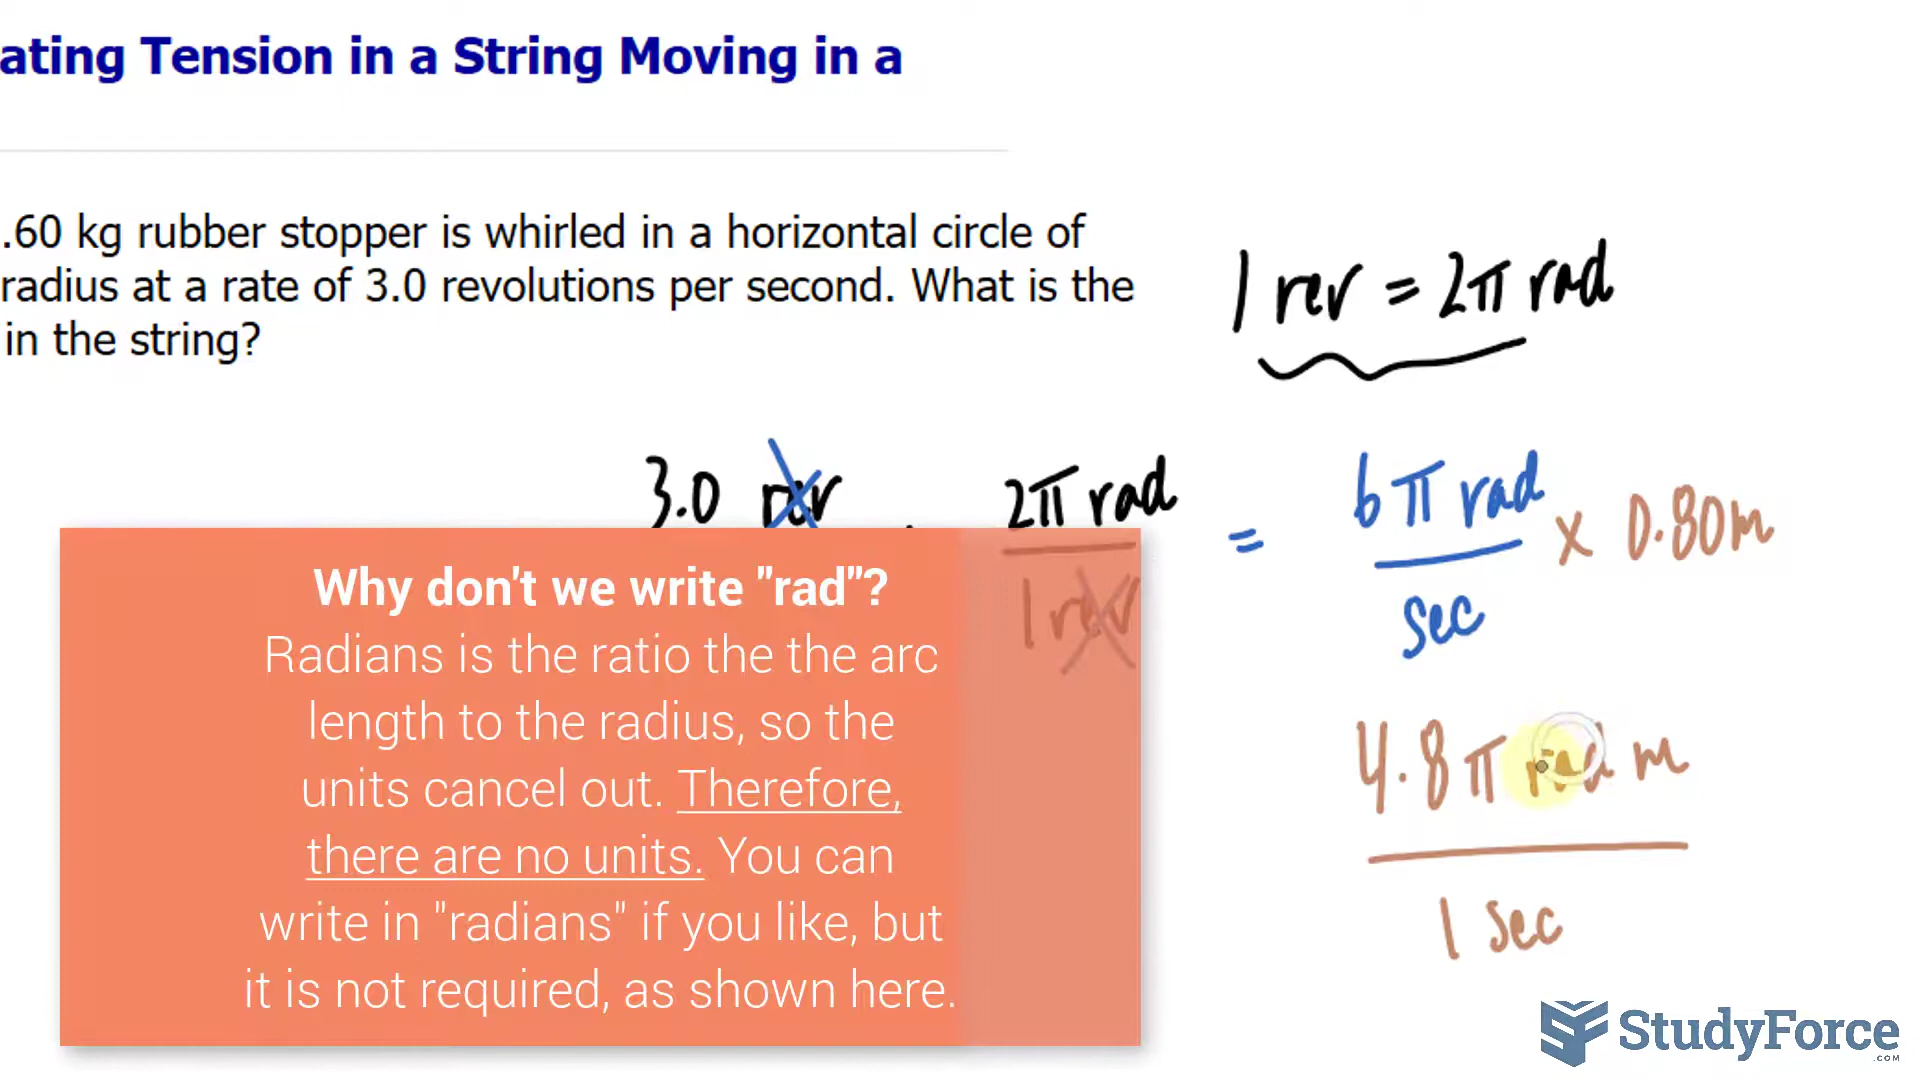 ating Tension in a String Moving in a
.60 kg rubber stopper is whirled in a horizontal circle of
radius at a rate of 3.0 revolutions per second. What is the
in the string?
1 rev = 2π rad
3.0 rev 2π rad = 6π rad × 0.80m
1 rev sec
Why don't we write "rad"?
Radians is the ratio the the arc
length to the radius, so the
units cancel out. Therefore,
there are no units. You can
write in "radians" if you like, but
it is not required, as shown here.
4.8π rad m
1 sec
StudyForce
.COM